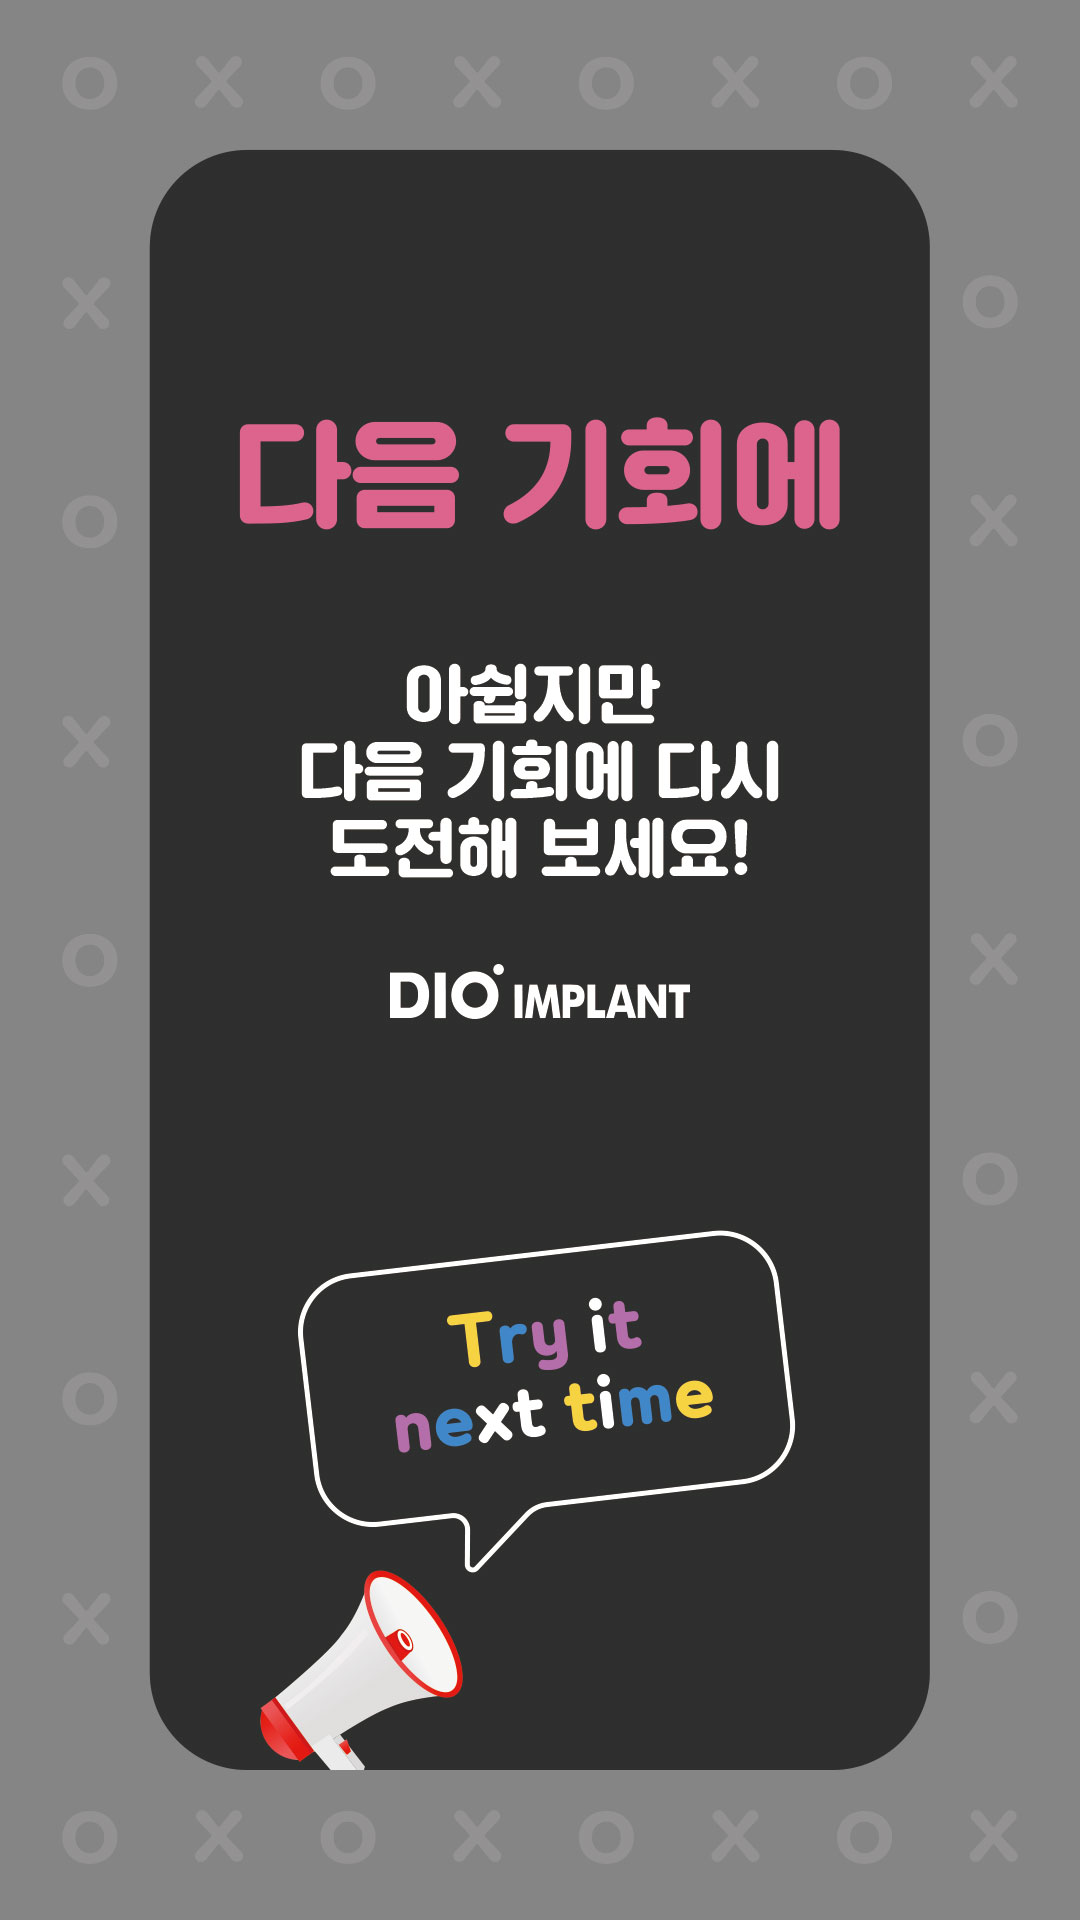 O X O X O X O X
X O
O X
X O
O X
X O
O X
X O
다음 기회에
아쉽지만
다음 기회에 다시
도전해 보세요!
DIO IMPLANT
Try it
next time
O X O X O X O X